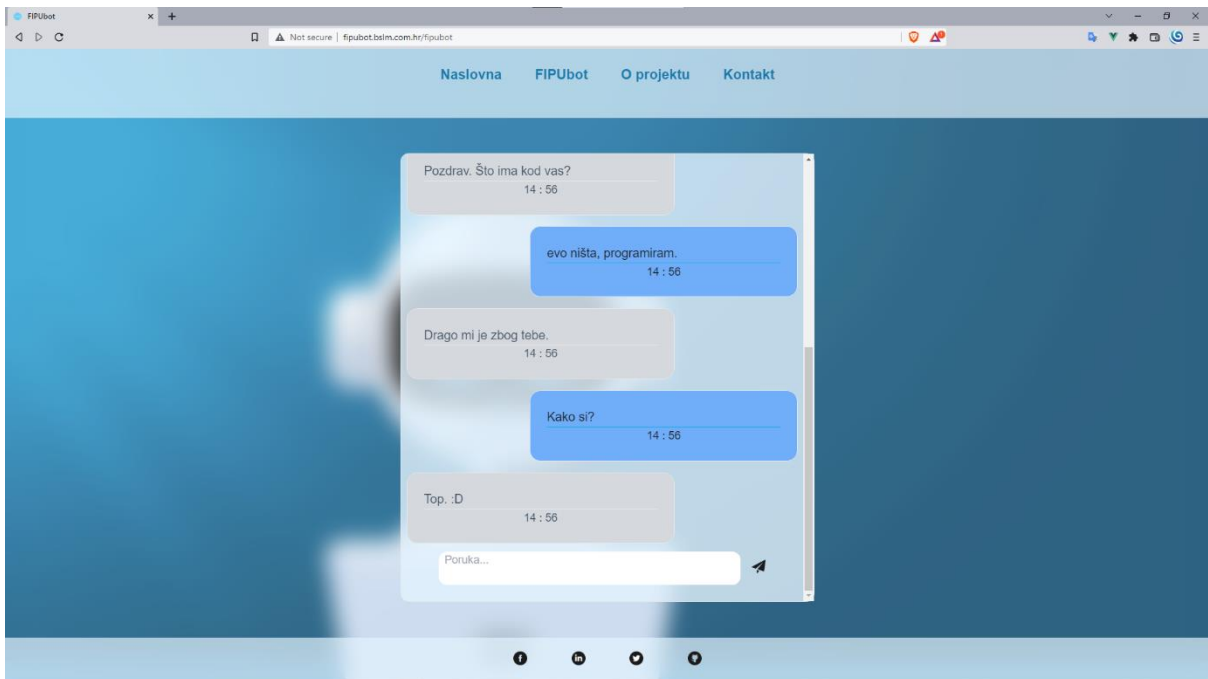 FIPUbot
Not secure | fipubot.bslm.com.hr/fipubot
Naslovna FIPUbot O projektu Kontakt
Pozdrav. Što ima kod vas?
14 : 56
evo ništa, programiram.
14 : 56
Drago mi je zbog tebe.
14 : 56
Kako si?
14 : 56
Top. :D
14 : 56
Poruka...